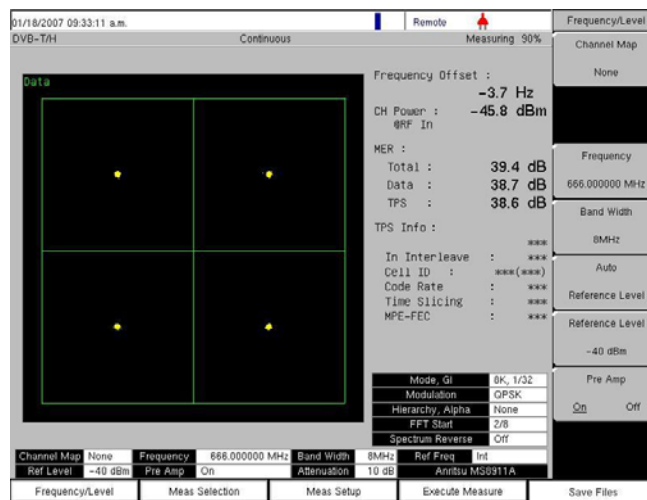 01/18/2007 09:33:11 a.m. Remote Frequency/Level
DVB-T/H Continuous Measuring 90%
Channel Map
None
Data
Frequency Offset :
-3.7 Hz
CH Power : -45.8 dBm
@RF In
MER :
Total : 39.4 dB
Data : 38.7 dB
TPS : 38.6 dB
TPS Info :
***
In Interleave : ***
Cell ID : ***(***)
Code Rate : ***
Time Slicing : ***
MPE-FEC : ***
Frequency
666.000000 MHz
Band Width
8MHz
Auto
Reference Level
Reference Level
-40 dBm
Pre Amp
On Off
Mode, GI 8K, 1/32
Modulation QPSK
Hierarchy, Alpha None
FFT Start 2/8
Spectrum Reverse Off
Channel Map None Frequency 666.000000 MHz Band Width 8MHz Ref Freq Int
Ref Level -40 dBm Pre Amp On Attenuation 10 dB Anritsu MS8911A
Frequency/Level Meas Selection Meas Setup Execute Measure Save Files